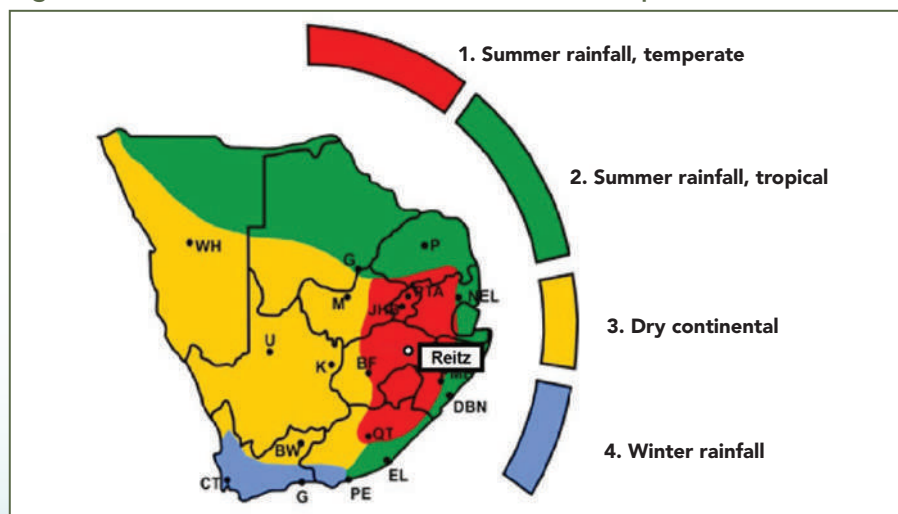 1. Summer rainfall, temperate
2. Summer rainfall, tropical
WH
P
G
PTA
NEL
M
JHB
3. Dry continental
U
Reitz
K
BF
DBN
QT
4. Winter rainfall
BW
EL
CT
G
PE